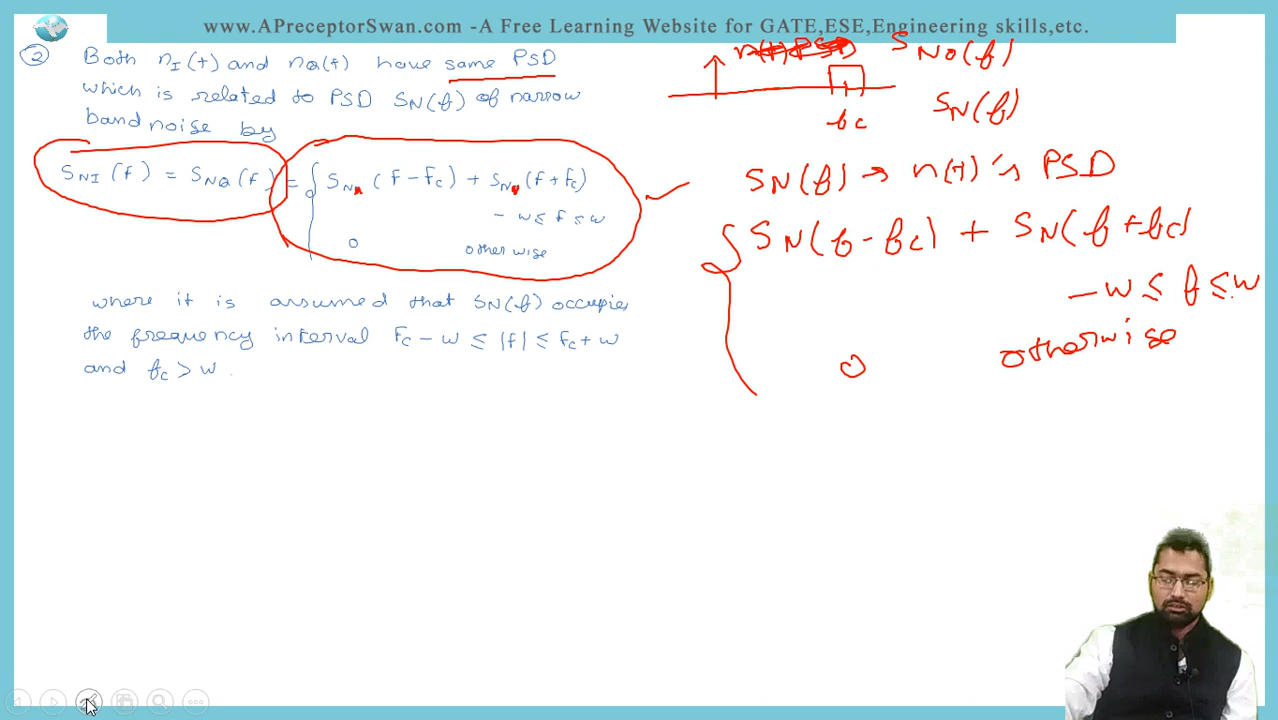 www.APreceptorSwan.com -A Free Learning Website for GATE,ESE,Engineering skills,etc.
② Both nI(t) and nQ(t) have same PSD
which is related to PSD SN(f) of narrow
band noise by
SNI(f) = SNQ(f) = { SN(f-fc) + SN(f+fc)
-w ≤ f ≤ w
0 otherwise
where it is assumed that SN(f) occupies
the frequency interval fc-w ≤ |f| ≤ fc+w
and fc > w.
SNQ(f)
fc
SN(f)
SN(f) → n(t)'s PSD
{ SN(f-fc) + SN(f+fc)
-w ≤ f ≤ w
0 otherwise